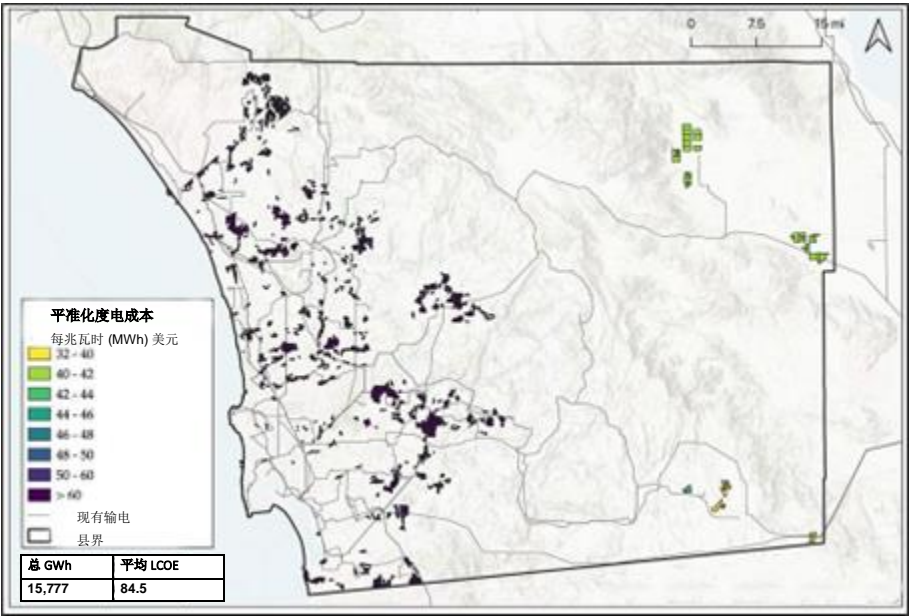 0 7.5 15 mi
平准化度电成本
每兆瓦时 (MWh) 美元
32 - 40
40 - 42
42 - 44
44 - 46
46 - 48
48 - 50
50 - 60
> 60
现有输电
县界
总 GWh 平均 LCOE
15,777 84.5